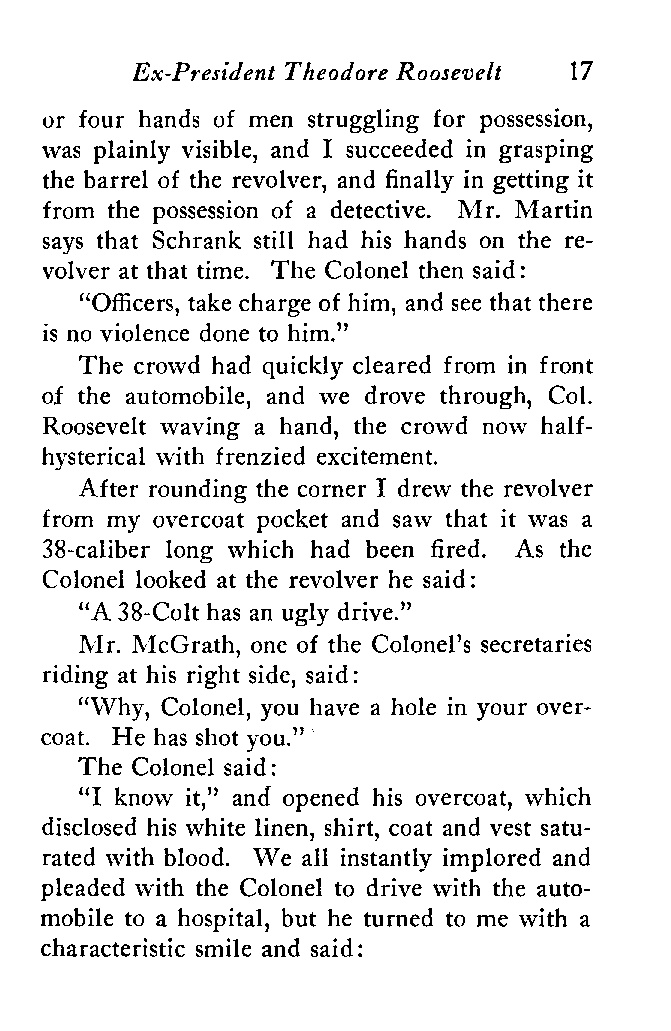 Ex-President Theodore Roosevelt 17
or four hands of men struggling for possession,
was plainly visible, and I succeeded in grasping
the barrel of the revolver, and finally in getting it
from the possession of a detective. Mr. Martin
says that Schrank still had his hands on the re-
volver at that time. The Colonel then said:
“Officers, take charge of him, and see that there
is no violence done to him.”
The crowd had quickly cleared from in front
of the automobile, and we drove through, Col.
Roosevelt waving a hand, the crowd now half-
hysterical with frenzied excitement.
After rounding the corner I drew the revolver
from my overcoat pocket and saw that it was a
38-caliber long which had been fired. As the
Colonel looked at the revolver he said:
“A 38-Colt has an ugly drive.”
Mr. McGrath, one of the Colonel’s secretaries
riding at his right side, said:
“Why, Colonel, you have a hole in your over-
coat. He has shot you.”
The Colonel said:
“I know it,” and opened his overcoat, which
disclosed his white linen, shirt, coat and vest satu-
rated with blood. We all instantly implored and
pleaded with the Colonel to drive with the auto-
mobile to a hospital, but he turned to me with a
characteristic smile and said: